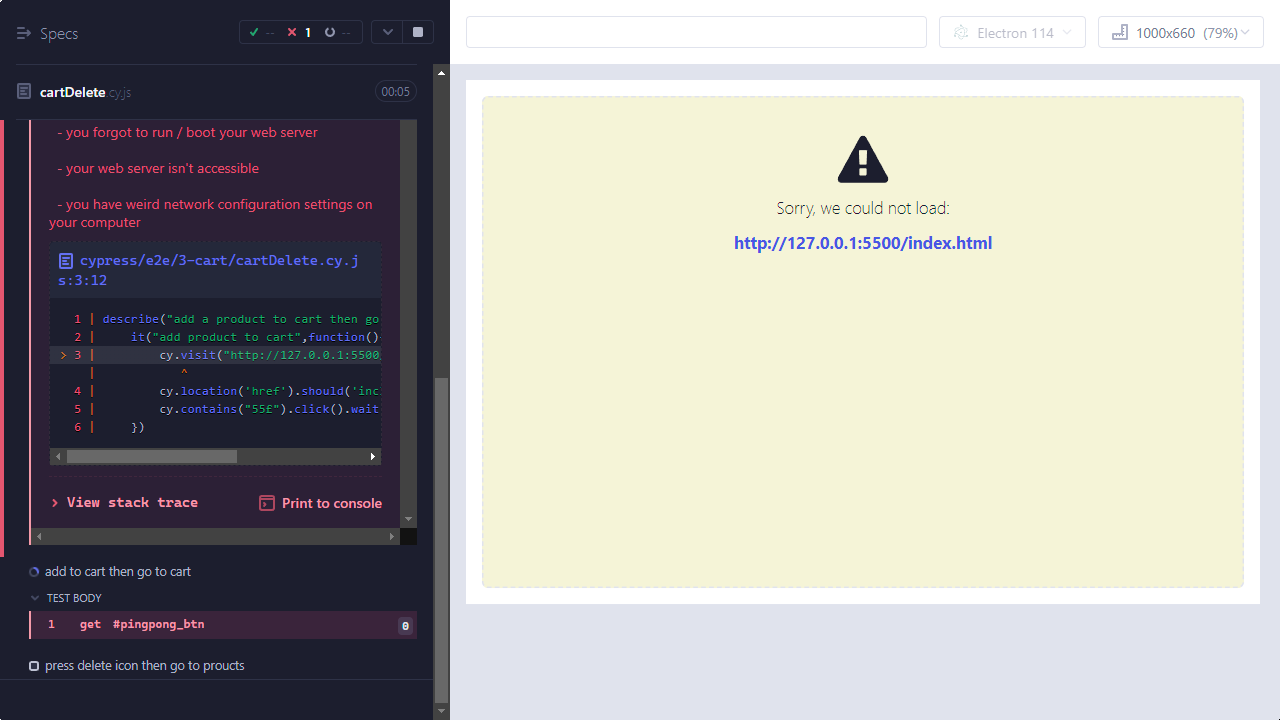 Specs
--
1
--
Electron 114
1000x660 (79%)
cartDelete.cy.js
00:05
- you forgot to run / boot your web server
- your web server isn't accessible
- you have weird network configuration settings on
your computer
cypress/e2e/3-cart/cartDelete.cy.j
s:3:12
1 | describe("add a product to cart then go
2 | it("add product to cart",function()
> 3 | cy.visit("http://127.0.0.1:5500
| ^
4 | cy.location('href').should('inc
5 | cy.contains("55£").click().wait
6 | })
> View stack trace
Print to console
add to cart then go to cart
TEST BODY
1 get #pingpong_btn
0
press delete icon then go to proucts
Sorry, we could not load:
http://127.0.0.1:5500/index.html